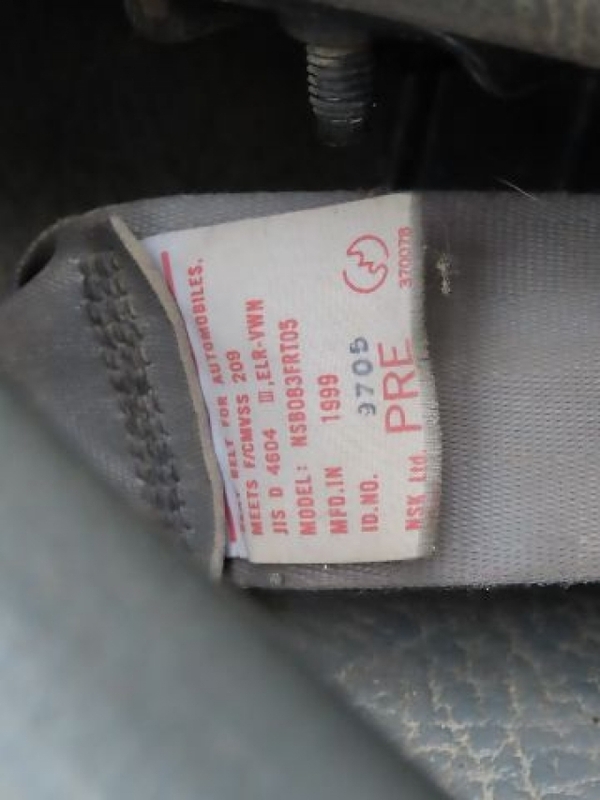 BELT FOR AUTOMOBILES.
MEETS F/CMVSS 209
JIS D 4604 III,ELR-VWN
MODEL: NSB083FRT05
MFD.IN 1999
ID.NO. 9705
NSK Ltd. PRE
370078